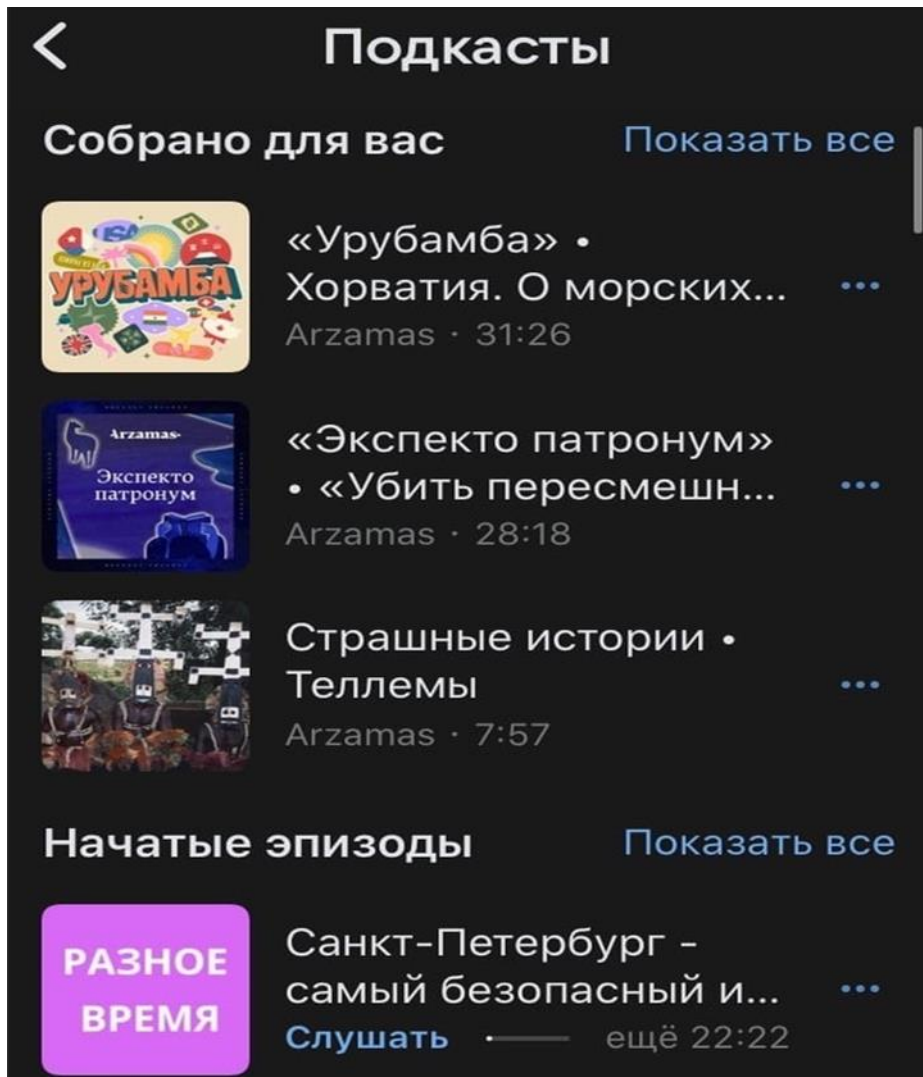 Подкасты
Собрано для вас
Показать все
УРУБАМБА
USA
«Урубамба» •
Хорватия. О морских...
Arzamas · 31:26
Arzamas
Экспекто
патронум
«Экспекто патронум»
• «Убить пересмешн...
Arzamas · 28:18
Страшные истории •
Теллемы
Arzamas · 7:57
Начатые эпизоды
Показать все
РАЗНОЕ
ВРЕМЯ
Санкт-Петербург -
самый безопасный и...
Слушать
ещё 22:22